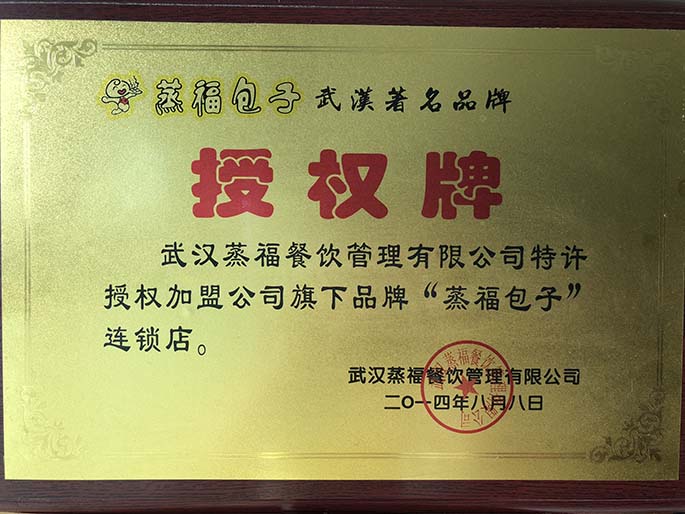 蒸福包子 武漢著名品牌
授权牌
武汉蒸福餐饮管理有限公司特许
授权加盟公司旗下品牌“蒸福包子”
连锁店。
武汉蒸福餐饮管理有限公司
二〇一四年八月八日